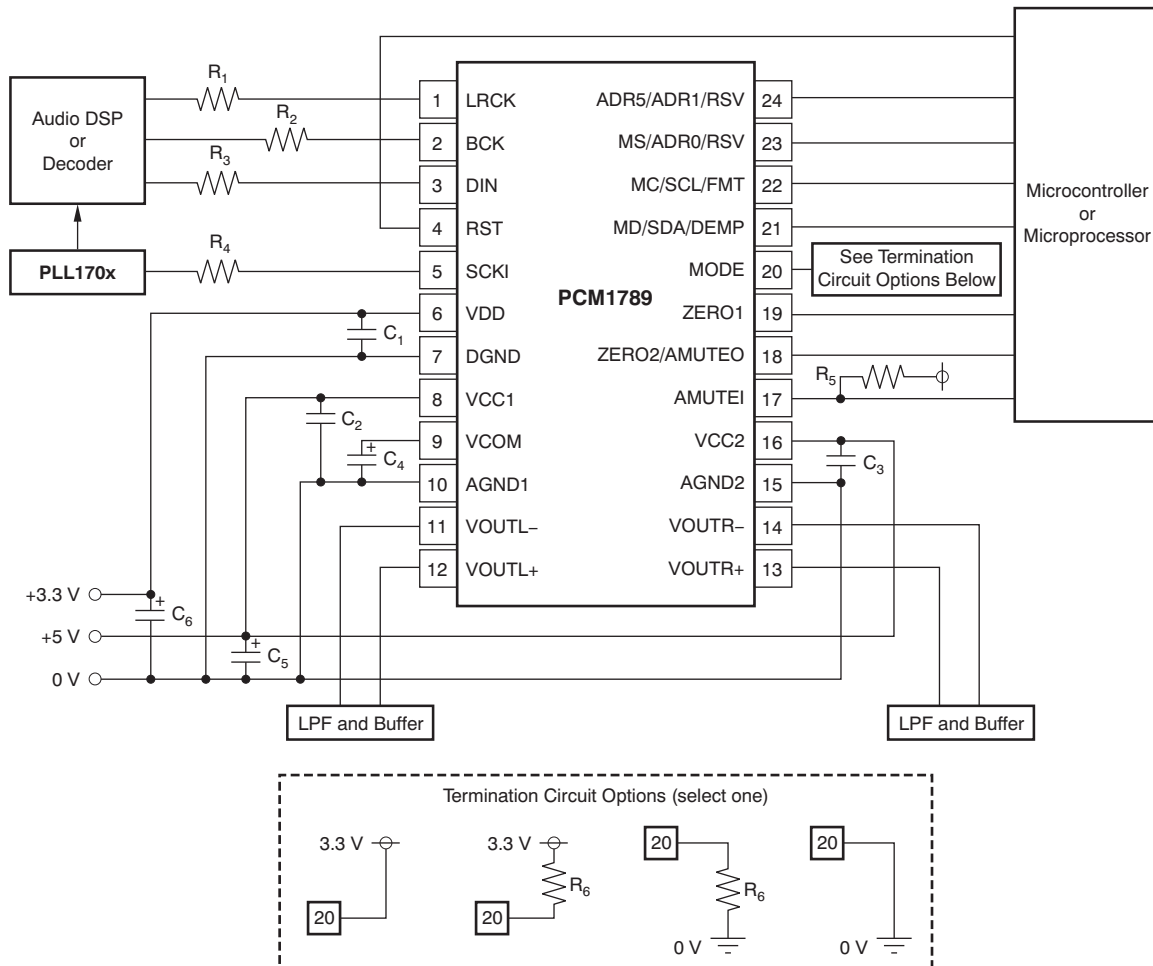 Audio DSP
or
Decoder
PLL170x
R1
R2
R3
R4
1 LRCK
2 BCK
3 DIN
4 RST
5 SCKI
6 VDD
7 DGND
8 VCC1
9 VCOM
10 AGND1
11 VOUTL−
12 VOUTL+
PCM1789
ADR5/ADR1/RSV 24
MS/ADR0/RSV 23
MC/SCL/FMT 22
MD/SDA/DEMP 21
MODE 20
ZERO1 19
ZERO2/AMUTEO 18
AMUTEI 17
VCC2 16
AGND2 15
VOUTR− 14
VOUTR+ 13
Microcontroller
or
Microprocessor
See Termination
Circuit Options Below
R5
C1
C2
+
C4
C3
+3.3 V
+
C6
+5 V
+
C5
0 V
LPF and Buffer
LPF and Buffer
Termination Circuit Options (select one)
3.3 V
20
3.3 V
R6
20
20
R6
0 V
20
0 V